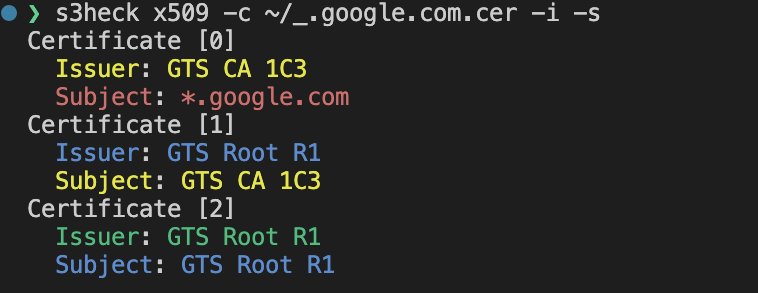 ❯ s3heck x509 -c ~/_.google.com.cer -i -s
Certificate [0]
  Issuer: GTS CA 1C3
  Subject: *.google.com
Certificate [1]
  Issuer: GTS Root R1
  Subject: GTS CA 1C3
Certificate [2]
  Issuer: GTS Root R1
  Subject: GTS Root R1